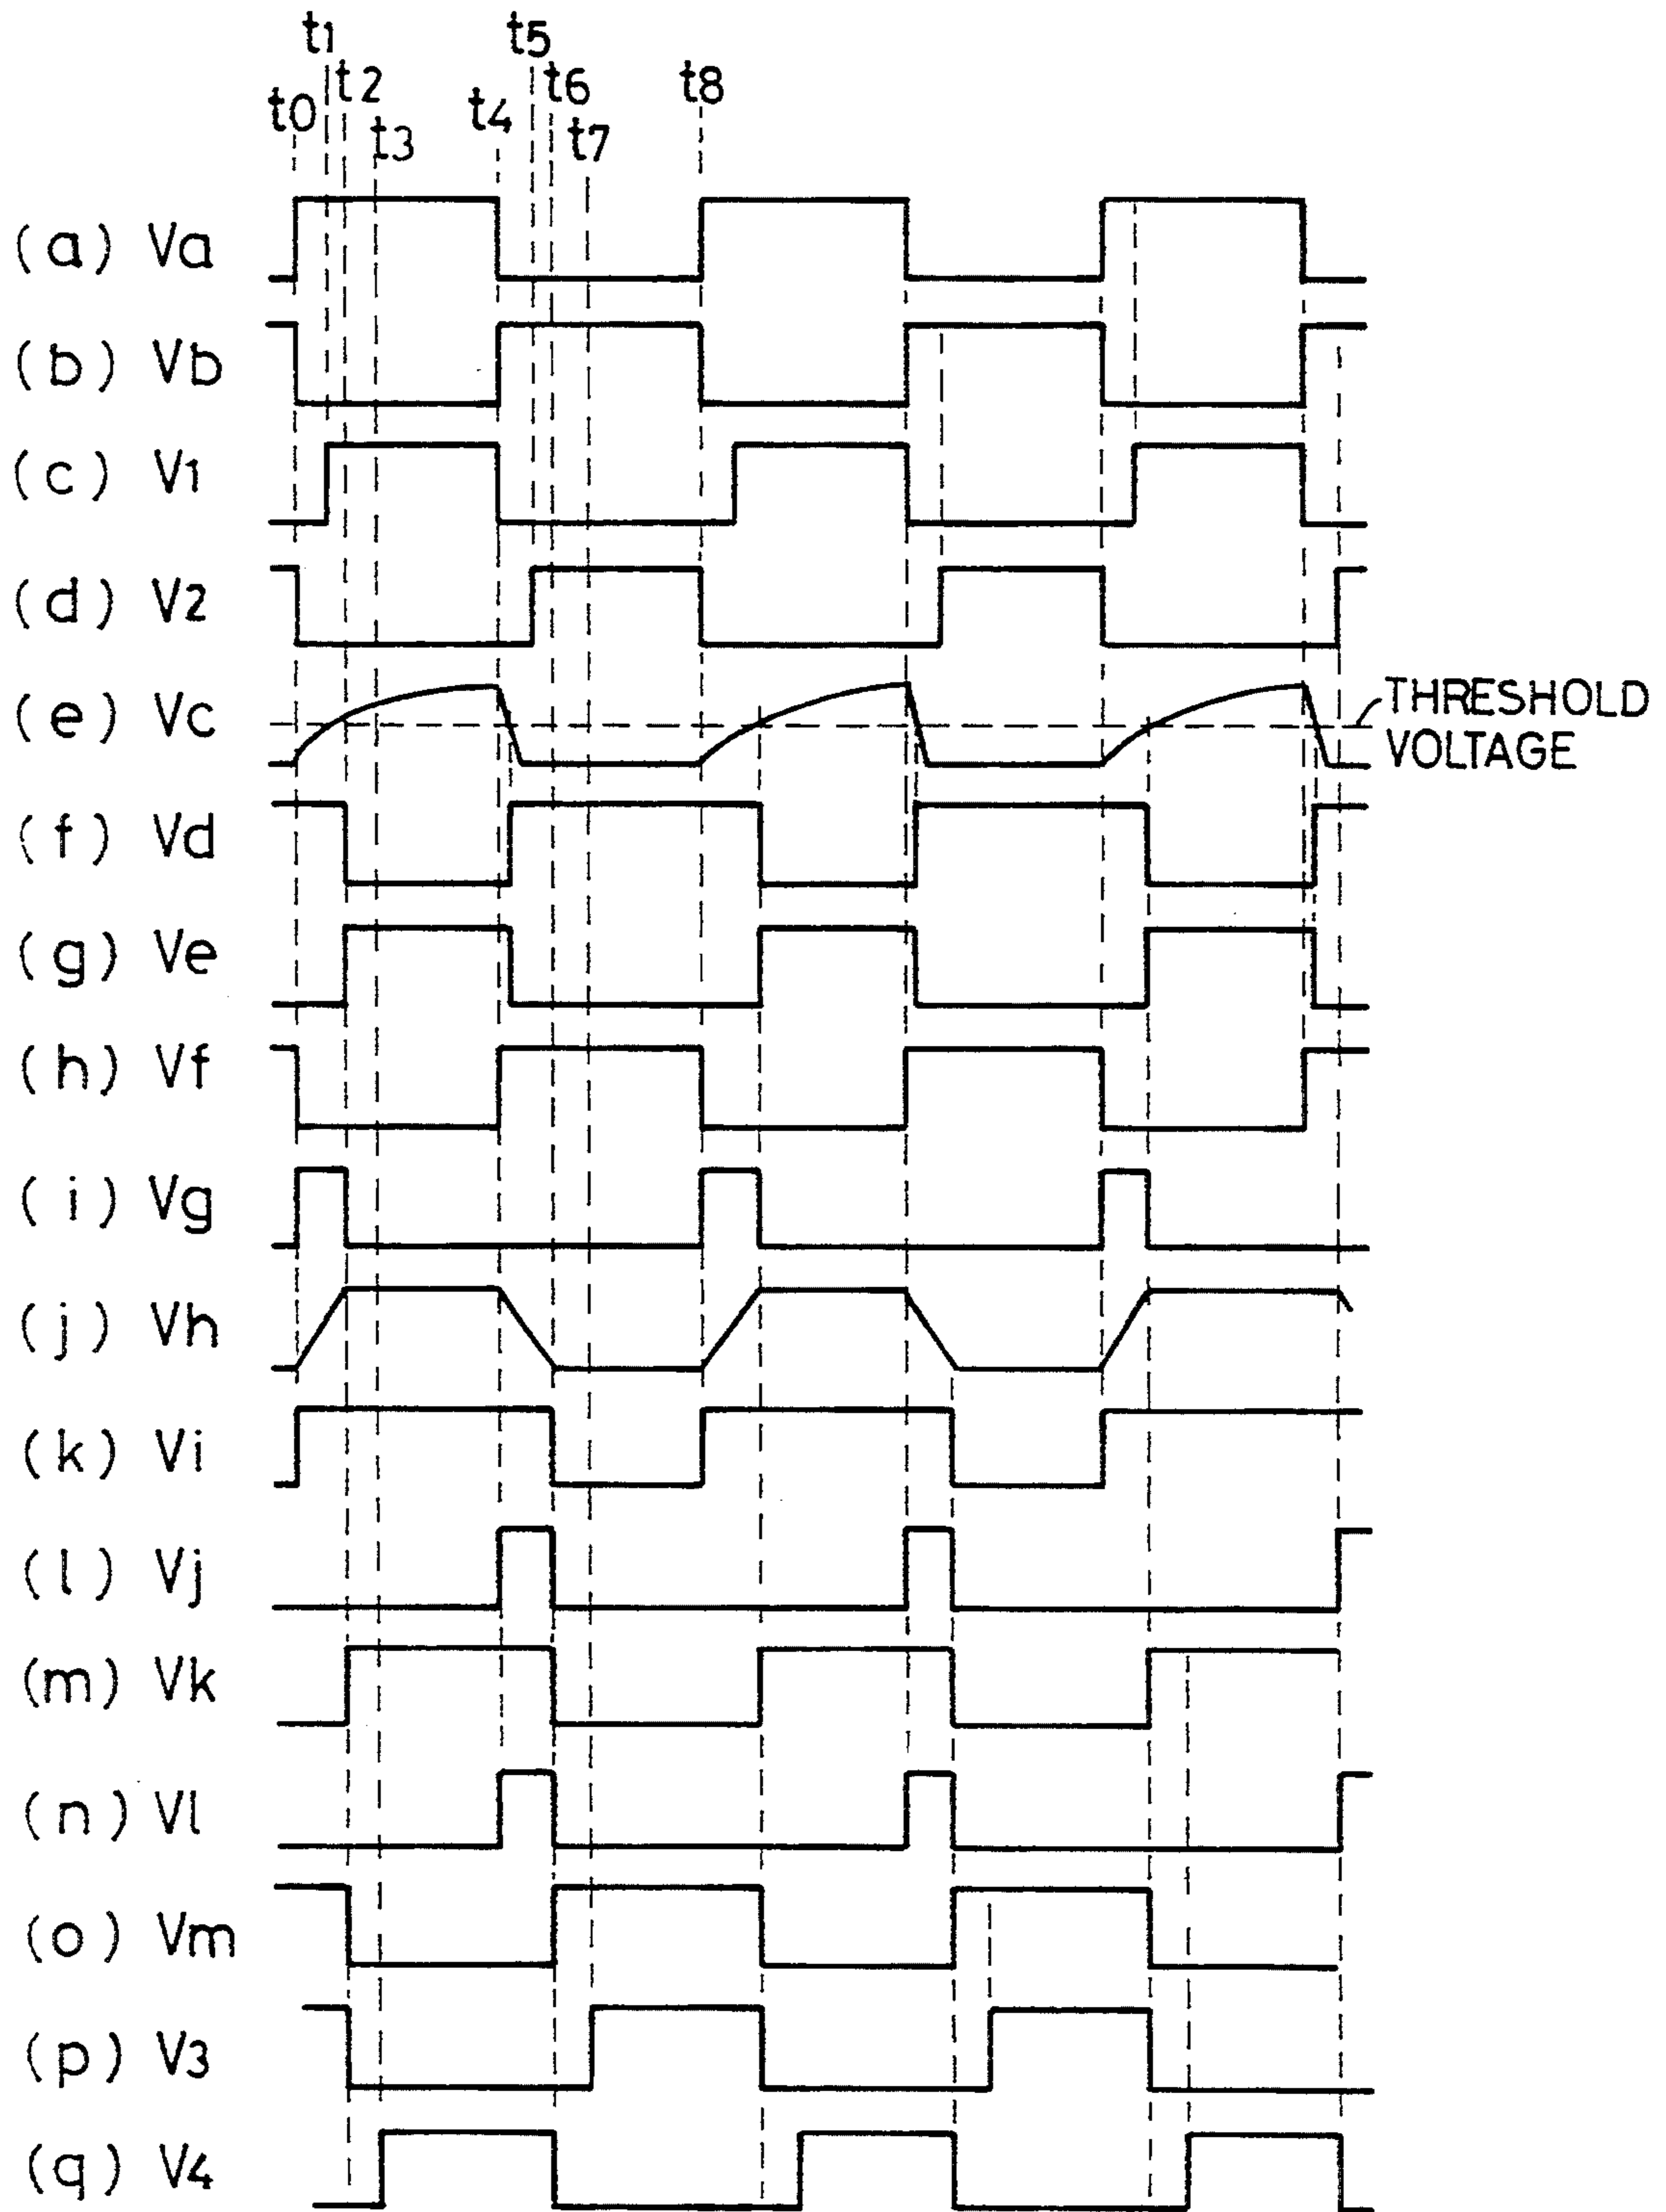 t1 t5
t2 t6 t8
t0 t4
t3 t7
(a) Va
(b) Vb
(c) V1
(d) V2
(e) Vc
THRESHOLD
VOLTAGE
(f) Vd
(g) Ve
(h) Vf
(i) Vg
(j) Vh
(k) Vi
(l) Vj
(m) Vk
(n) Vl
(o) Vm
(p) V3
(q) V4